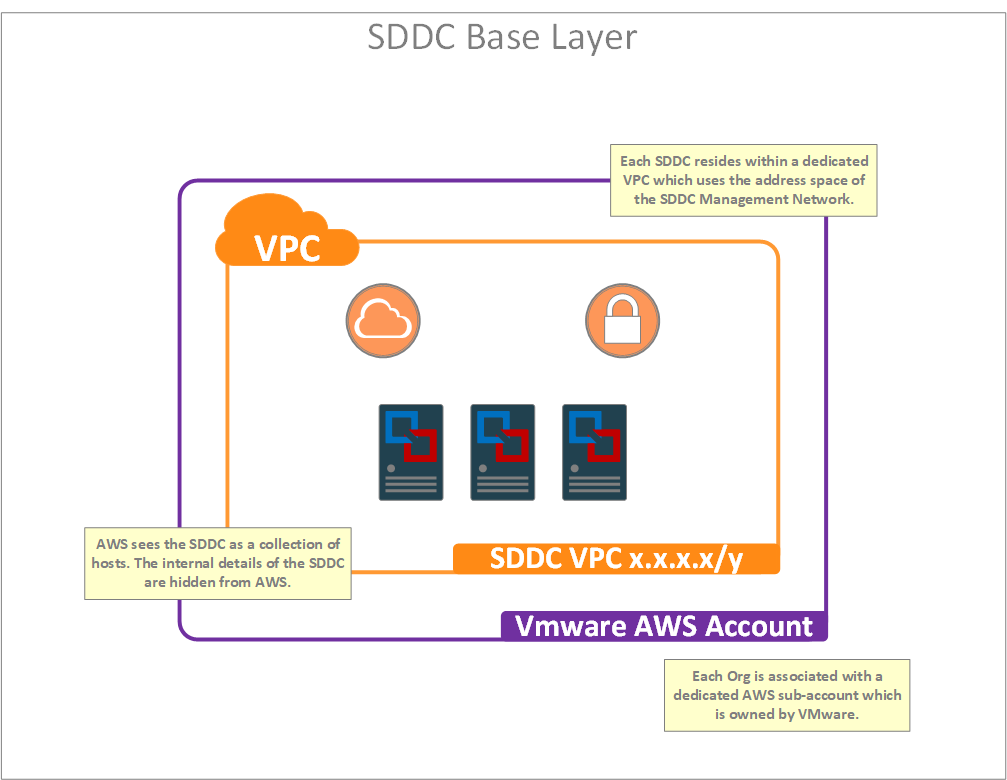 SDDC Base Layer
Each SDDC resides within a dedicated
VPC which uses the address space of
the SDDC Management Network.
VPC
AWS sees the SDDC as a collection of
hosts. The internal details of the SDDC
are hidden from AWS.
SDDC VPC x.x.x.x/y
Vmware AWS Account
Each Org is associated with a
dedicated AWS sub-account which
is owned by VMware.